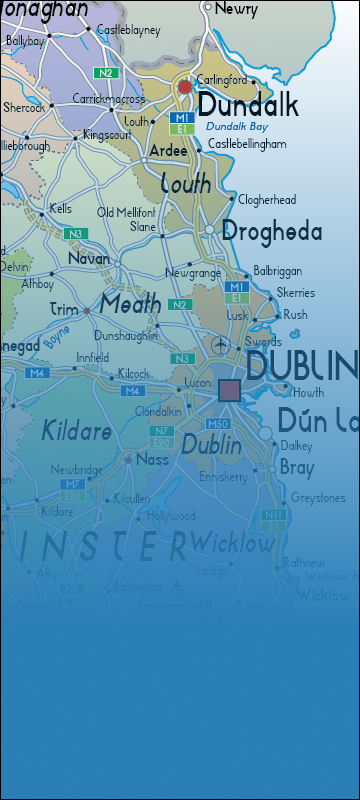 onaghan
Newry
Castleblayney
Ballybay
N2
Carlingford
Shercock
Carrickmacross
Dundalk
M1
E1
Louth
Dundalk Bay
Kingscourt
Castlebellingham
llieborough
Ardee
Louth
Clogherhead
Kells
Old Mellifont
Slane
Drogheda
N3
Navan
Delvin
Newgrange
Balbriggan
Athboy
M1
E1
Skerries
Trim
Meath
N2
Lusk
Rush
Boyne
Dunshaughlin
Swords
negad
Innfield
N3
DUBLIN
M4
Kilcock
Lucan
M4
Howth
Clondalkin
Dún La
M50
Kildare
N7
E20
Dublin
Dalkey
Nass
Bray
Newbridge
Enniskerry
M7
E20
Kilcullen
Greystones
Kildare
Hollywood
N11
E1
INSTER
Wicklow
Rathnew
Laragh
Athy
Wicklow H
Baltinglass
Wicklow